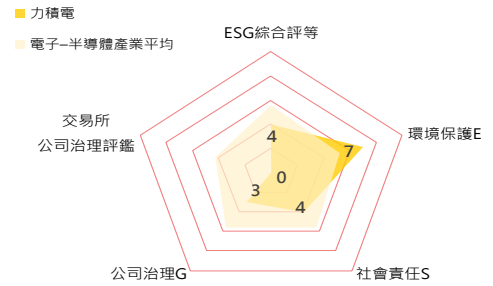 力積電
電子–半導體產業平均
ESG綜合評等
環境保護E
社會責任S
公司治理G
交易所
公司治理評鑑
4
7
4
3
0